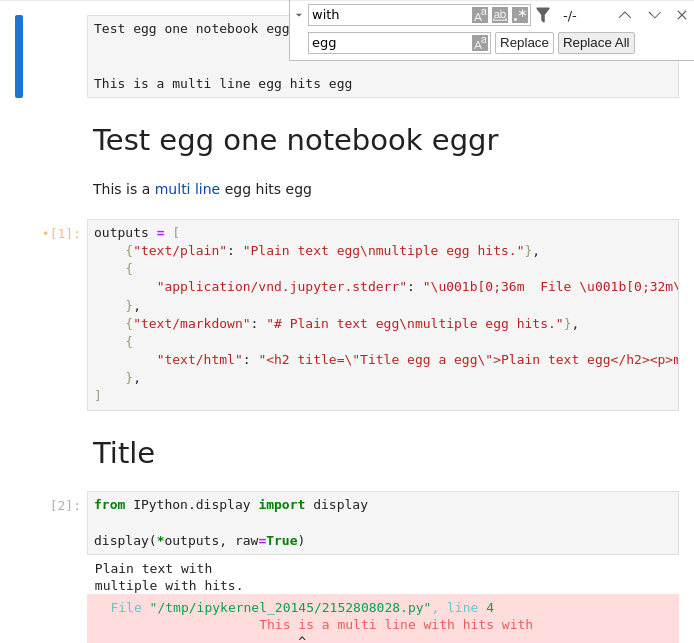 Test egg one notebook egg
This is a multi line egg hits egg
with
Aa
ab
.*
-/-
egg
Aa
Replace
Replace All
Test egg one notebook eggr
This is a multi line egg hits egg
•[1]:
outputs = [
{"text/plain": "Plain text egg\nmultiple egg hits."},
{
"application/vnd.jupyter.stderr": "\u001b[0;36m  File \u001b[0;32m\
},
{"text/markdown": "# Plain text egg\nmultiple egg hits."},
{
"text/html": "<h2 title=\"Title egg a egg\">Plain text egg</h2><p>m
},
]
Title
[2]:
from IPython.display import display
display(*outputs, raw=True)
Plain text with
multiple with hits.
File "/tmp/ipykernel_20145/2152808028.py", line 4
This is a multi line with hits with
^